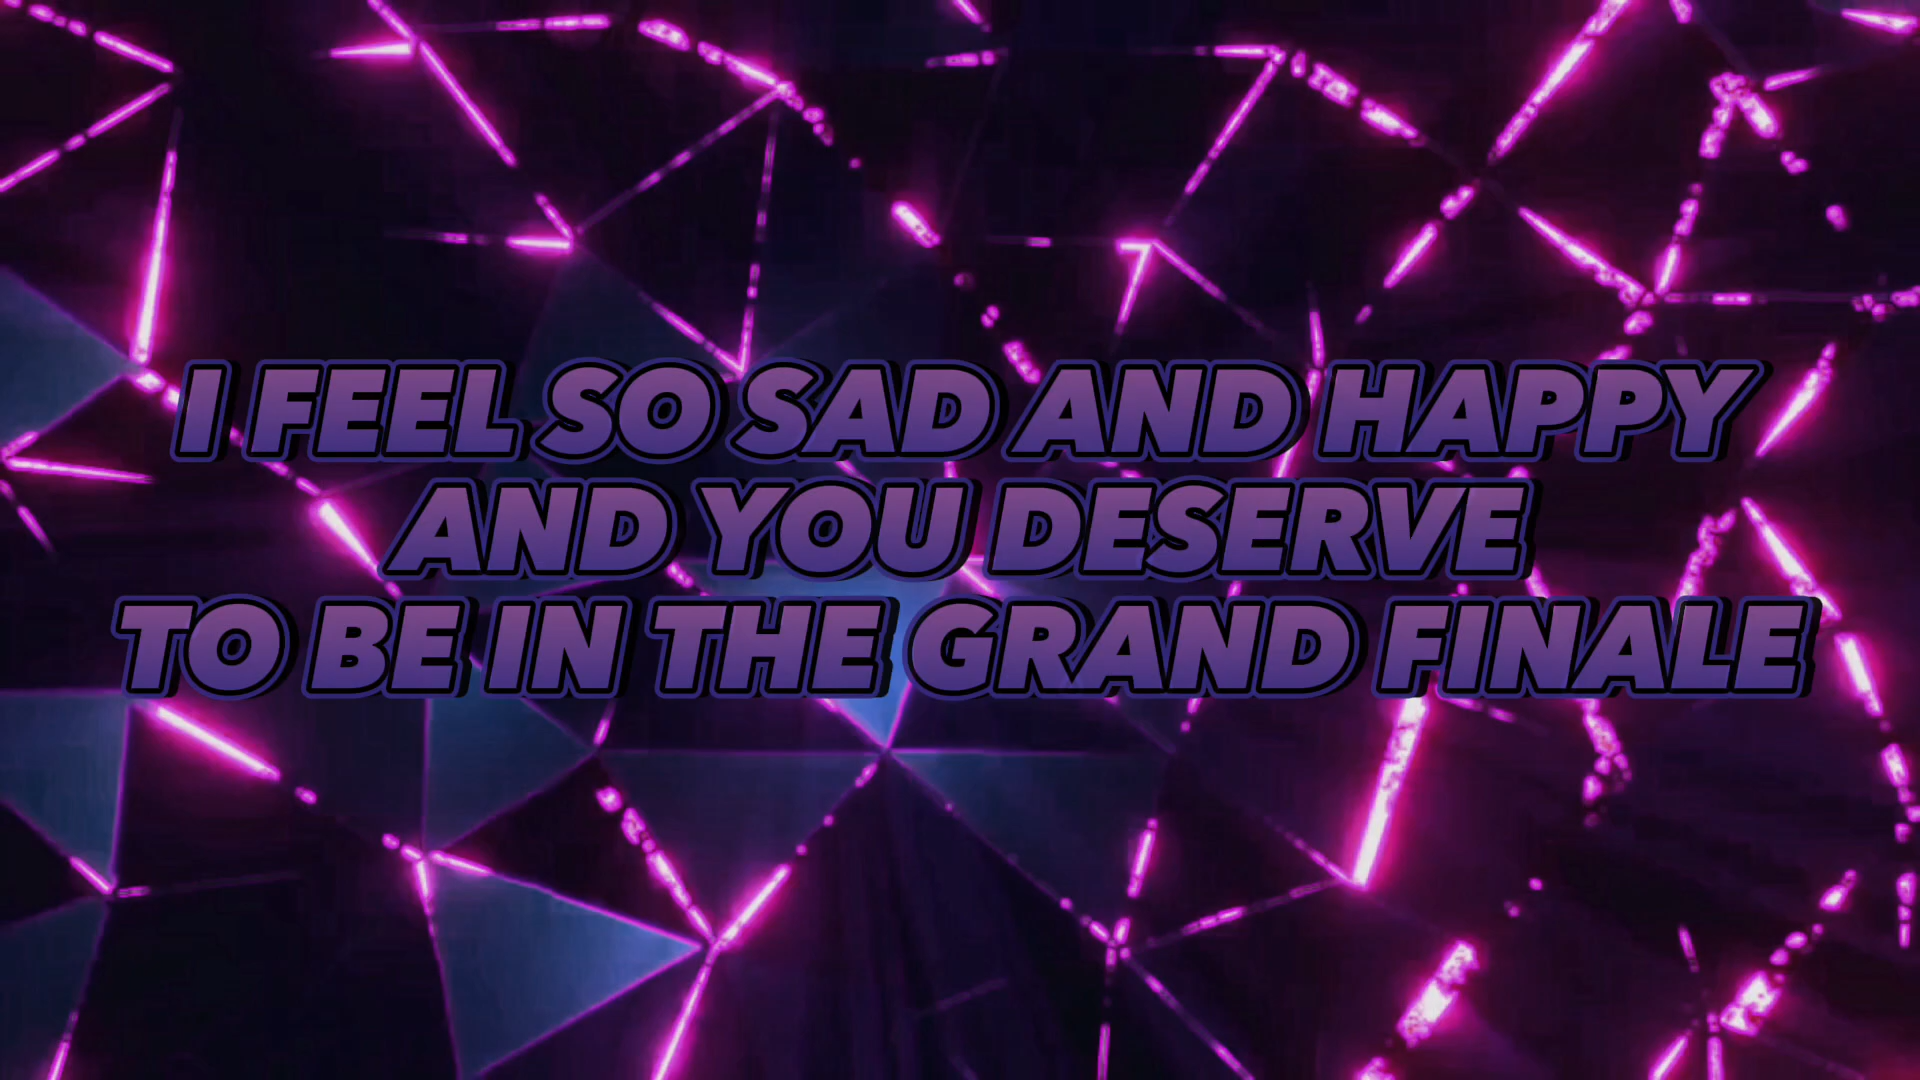 I FEEL SO SAD AND HAPPY
AND YOU DESERVE
TO BE IN THE GRAND FINALE